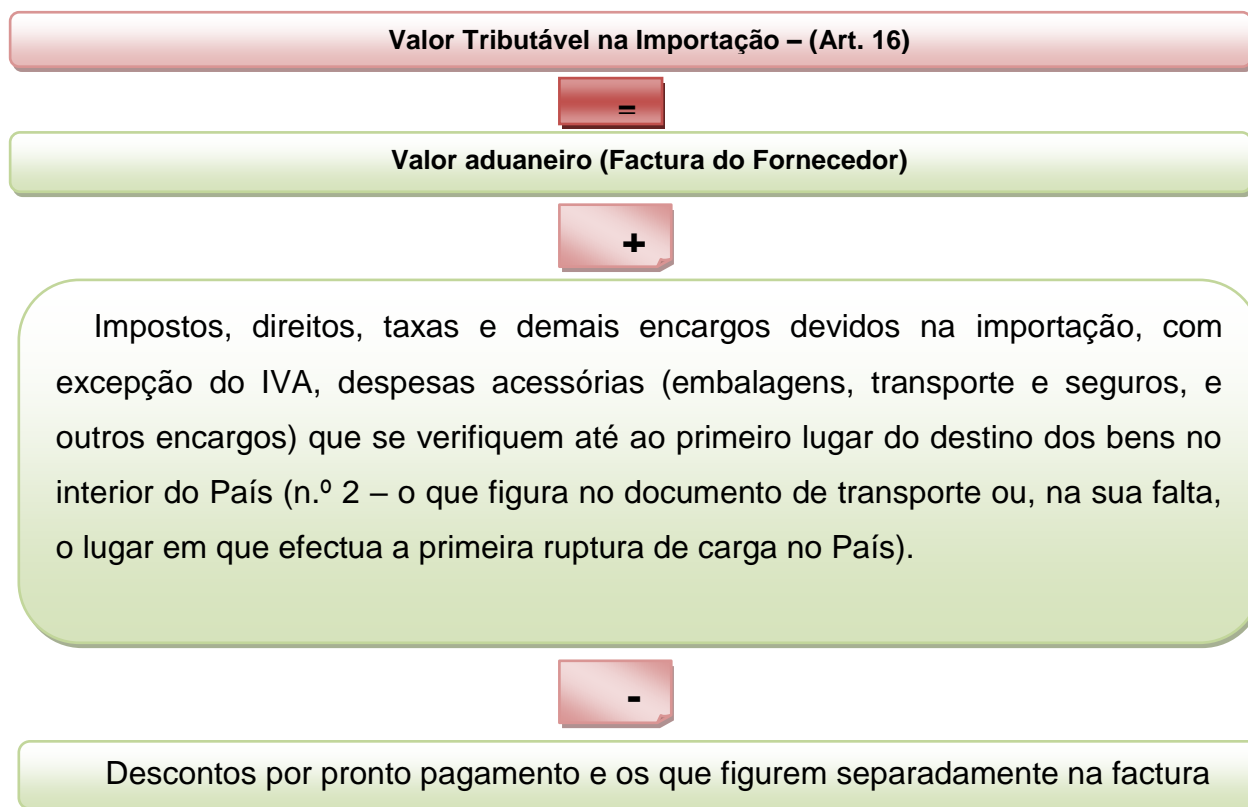 Valor Tributável na Importação – (Art. 16)
=
Valor aduaneiro (Factura do Fornecedor)
+
Impostos, direitos, taxas e demais encargos devidos na importação, com
excepção do IVA, despesas acessórias (embalagens, transporte e seguros, e
outros encargos) que se verifiquem até ao primeiro lugar do destino dos bens no
interior do País (n.º 2 – o que figura no documento de transporte ou, na sua falta,
o lugar em que efectua a primeira ruptura de carga no País).
-
Descontos por pronto pagamento e os que figurem separadamente na factura